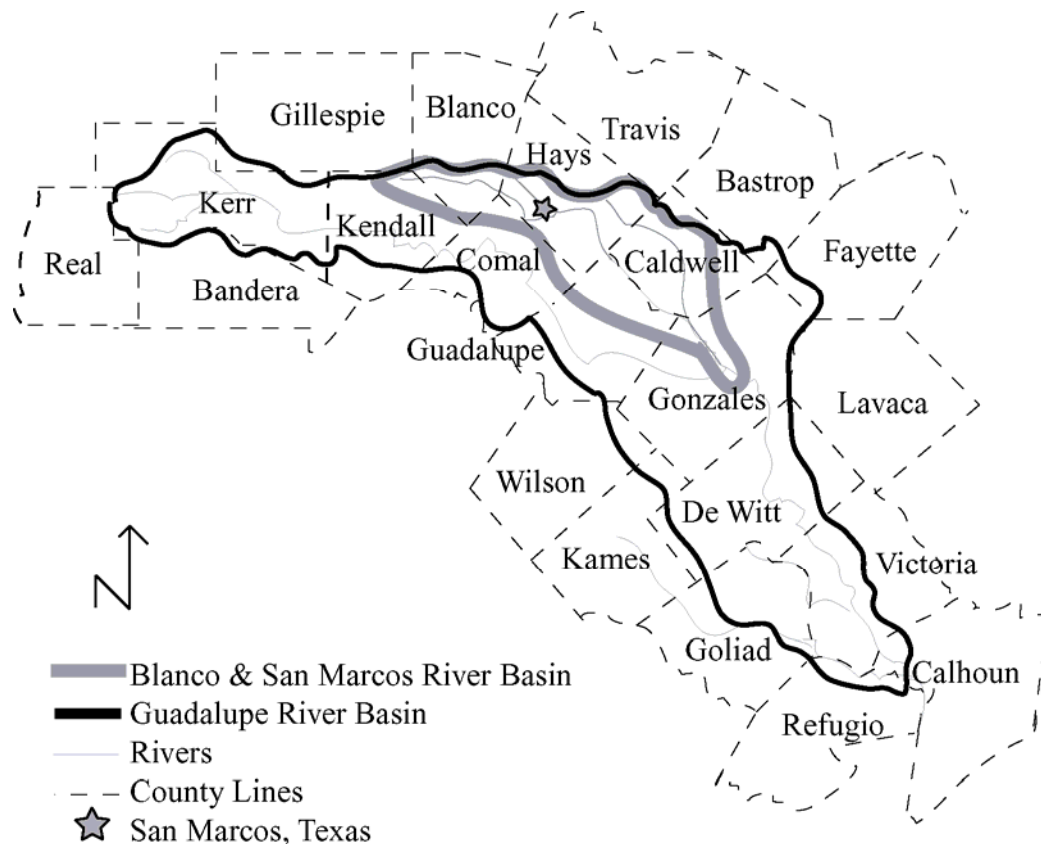 Gillespie
Blanco
Travis
Hays
Bastrop
Kerr
Kendall
Real
Bandera
Comal
Caldwell
Fayette
Guadalupe
Gonzales
Lavaca
Wilson
De Witt
Kames
Victoria
Goliad
Calhoun
Refugio
N
Blanco & San Marcos River Basin
Guadalupe River Basin
Rivers
County Lines
San Marcos, Texas